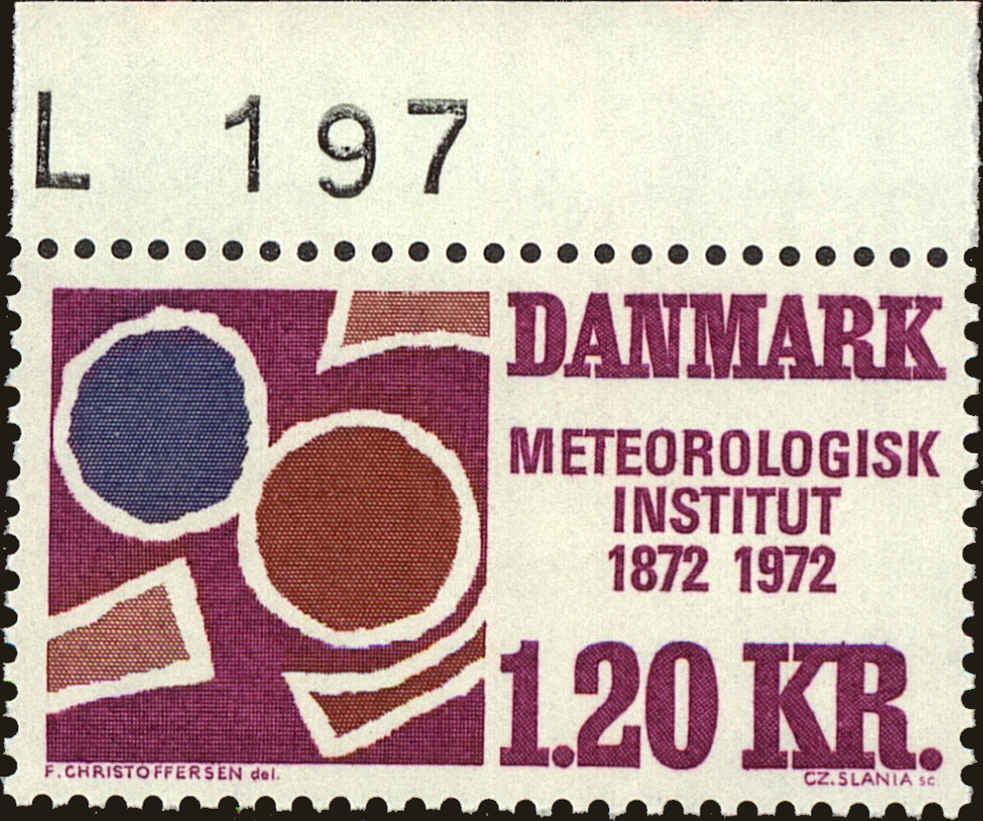 L 197
DANMARK
METEOROLOGISK
INSTITUT
1872 1972
1.20 KR.
F. CHRISTOFFERSEN del.
CZ. SLANIA sc